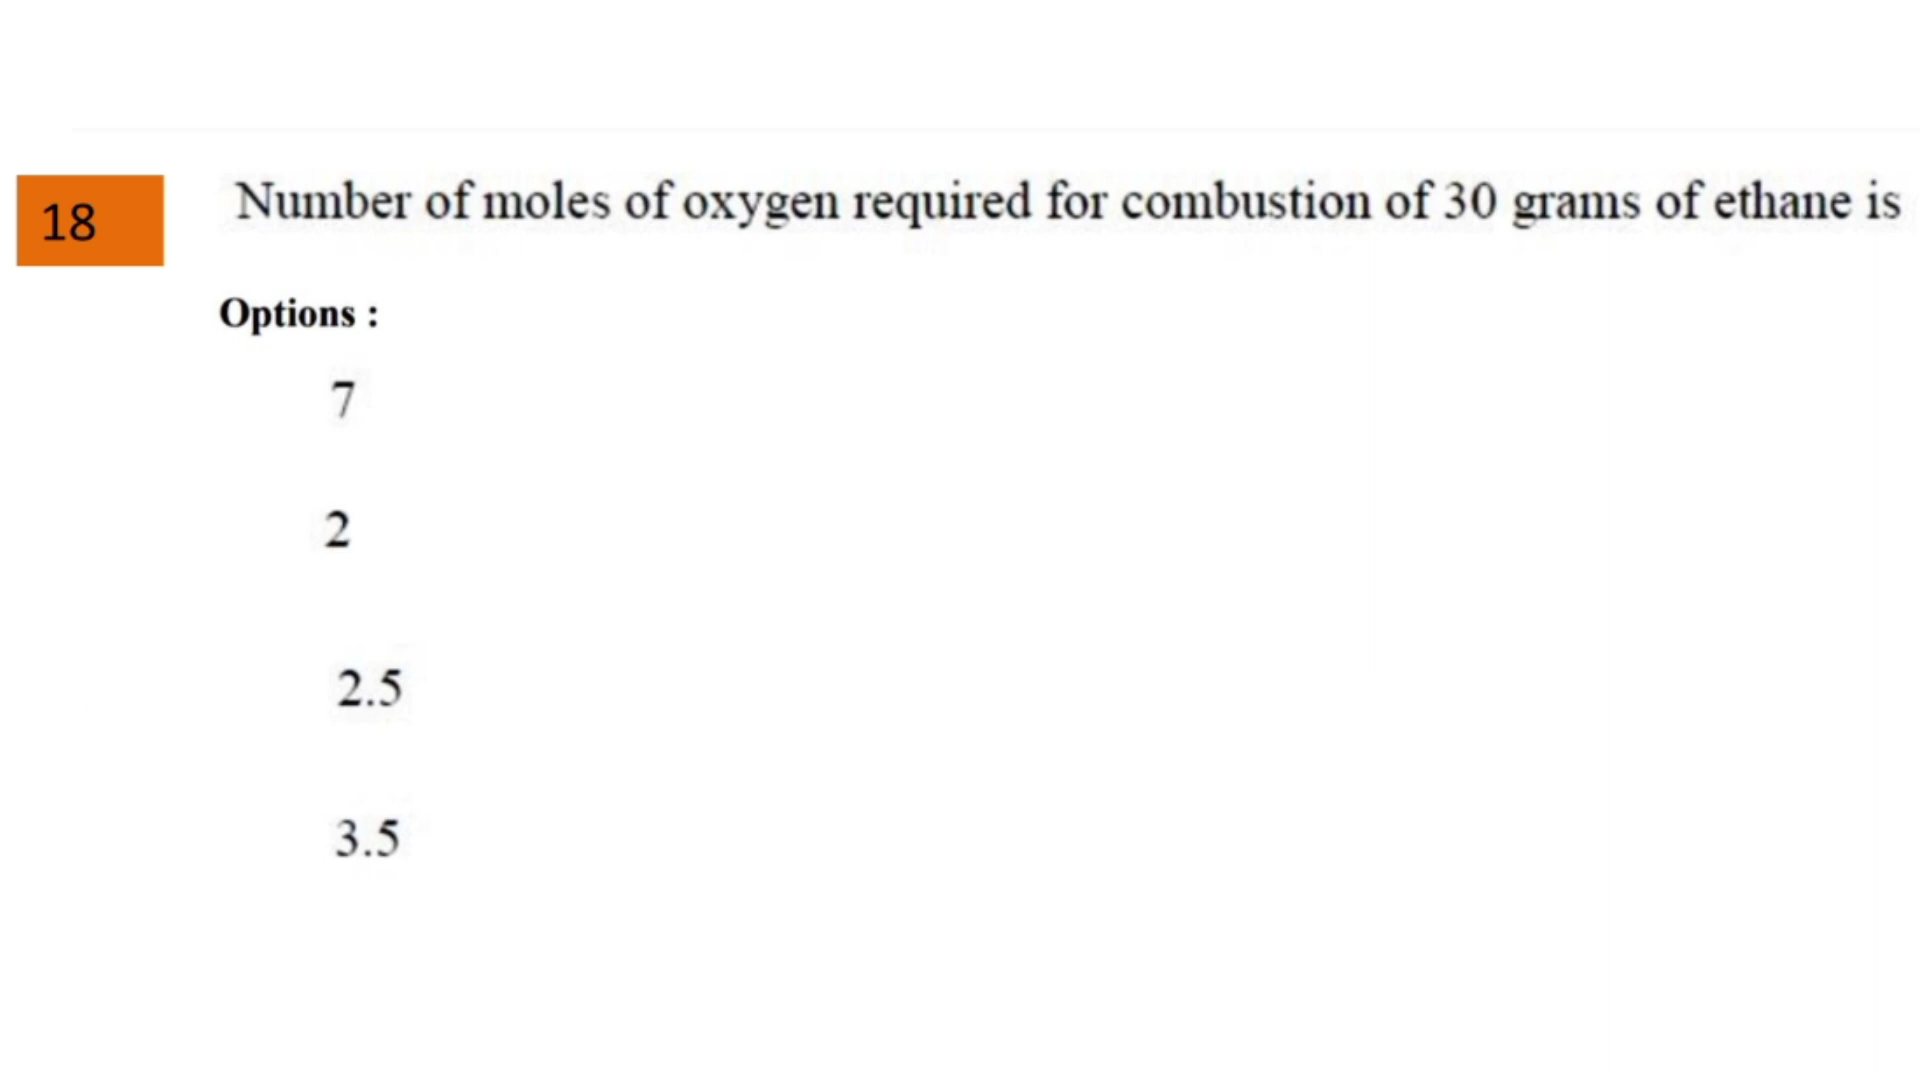 18
Number of moles of oxygen required for combustion of 30 grams of ethane is
Options :
7
2
2.5
3.5